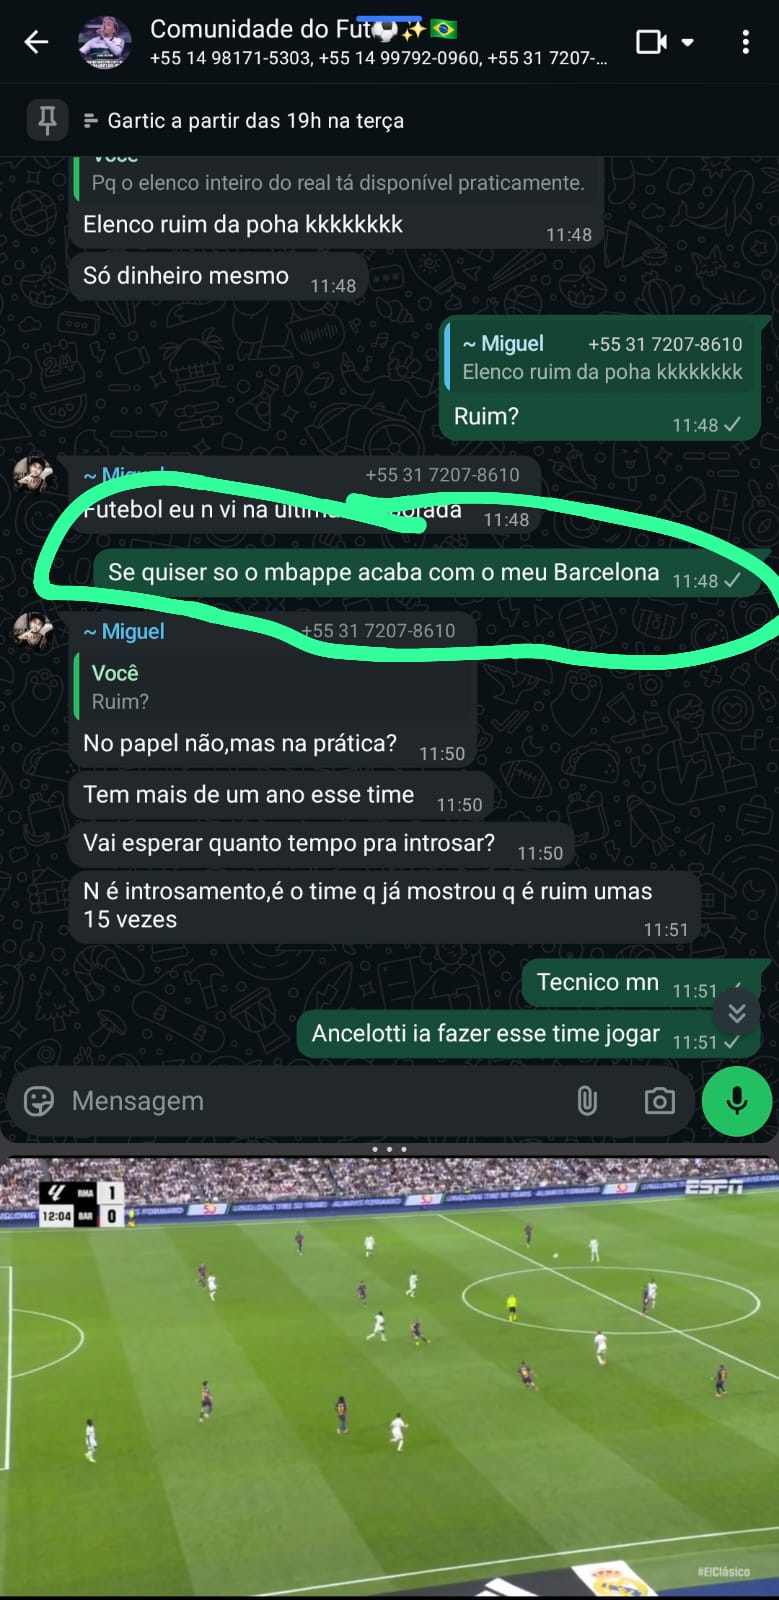 Comunidade do Fut⚽✨🇧🇷
+55 14 98171-5303, +55 14 99792-0960, +55 31 7207-...
Gartic a partir das 19h na terça
Você
Pq o elenco inteiro do real tá disponível praticamente.
Elenco ruim da poha kkkkkkkk
11:48
Só dinheiro mesmo
11:48
~ Miguel +55 31 7207-8610
Elenco ruim da poha kkkkkkkk
Ruim?
11:48
~ Miguel +55 31 7207-8610
Futebol eu n vi na
11:48
Se quiser so o mbappe acaba com o meu Barcelona
11:48
~ Miguel +55 31 7207-8610
Você
Ruim?
No papel não,mas na prática?
11:50
Tem mais de um ano esse time
11:50
Vai esperar quanto tempo pra introsar?
11:50
N é introsamento,é o time q já mostrou q é ruim umas
15 vezes
11:51
Tecnico mn
11:51
Ancelotti ia fazer esse time jogar
11:51
Mensagem
RMA 1
12:04 BAR 0
ESPN
#ElClásico